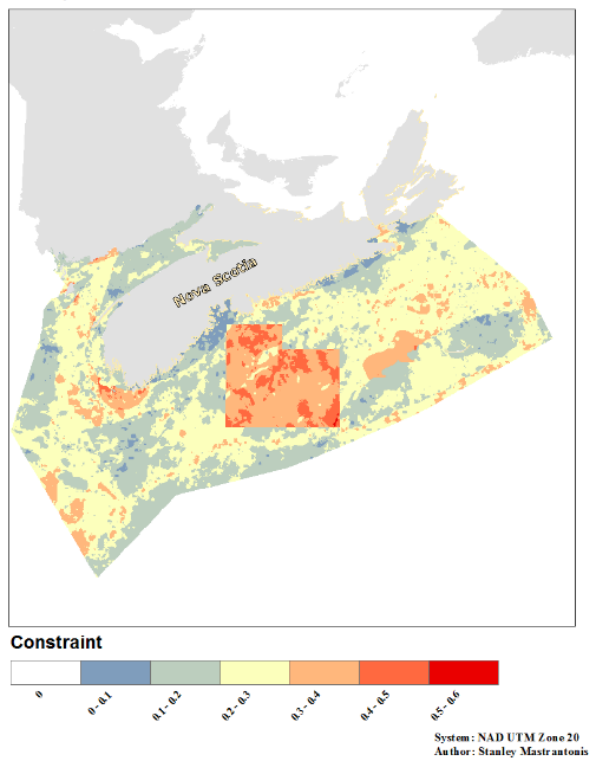 Nova Scotia
Constraint
0
0 - 0.1
0.1 - 0.2
0.2 - 0.3
0.3 - 0.4
0.4 - 0.5
0.5 - 0.6
System: NAD UTM Zone 20
Author: Stanley Mastrantonis